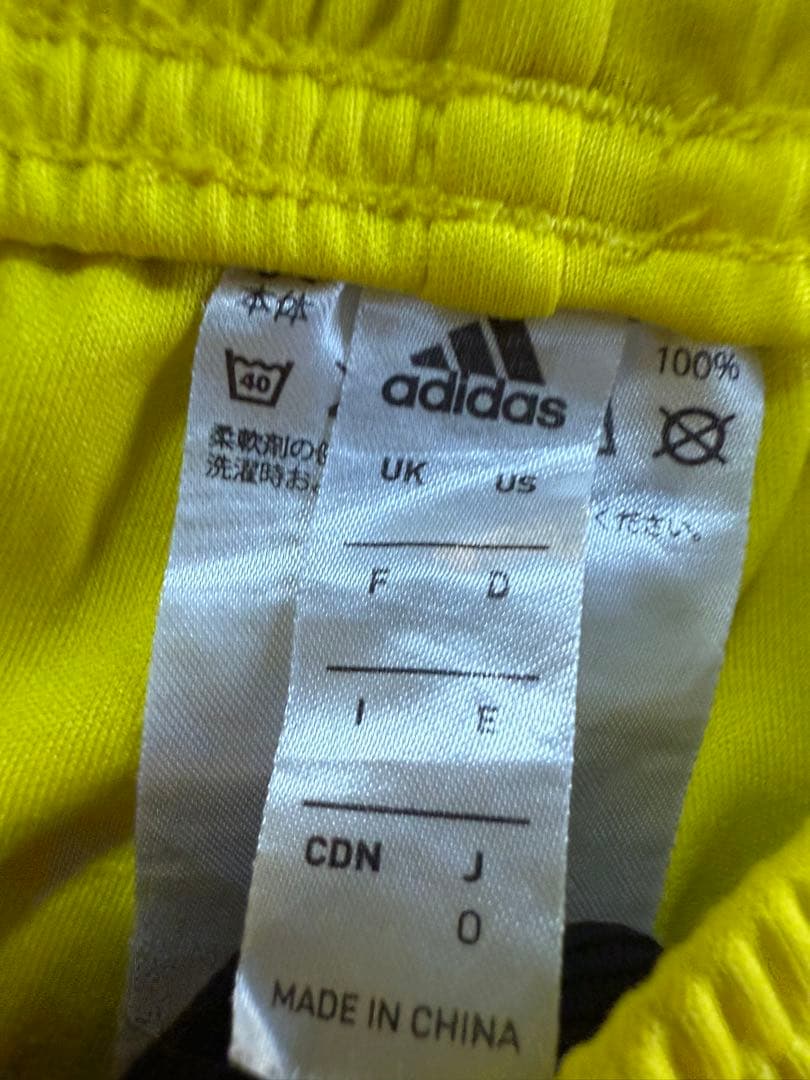 本体
100%
40
adidas
柔軟剤の
洗濯時お
ください。
UK US
F D
I E
CDN J
O
MADE IN CHINA